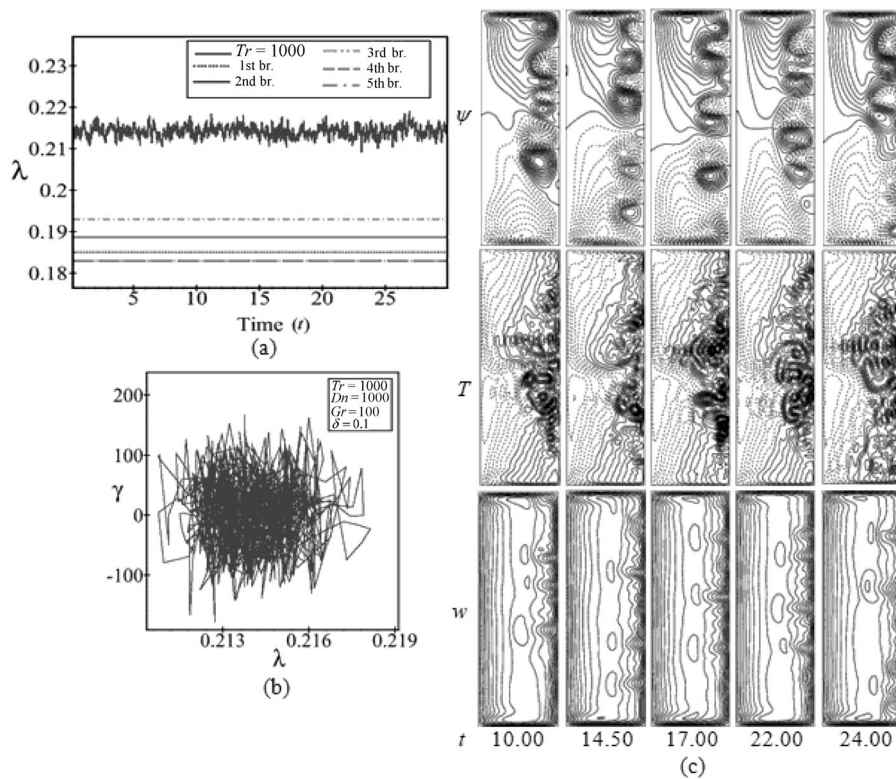 0.23
0.22
0.21
0.2
0.19
0.18
λ
Tr = 1000
1st br.
2nd br.
3rd br.
4th br.
5th br.
5 10 15 20 25
Time (t)
(a)
200
100
0
-100
γ
Tr = 1000
Dn = 1000
Gr = 100
δ = 0.1
0.213 0.216 0.219
λ
(b)
ψ
T
w
t 10.00 14.50 17.00 22.00 24.00
(c)